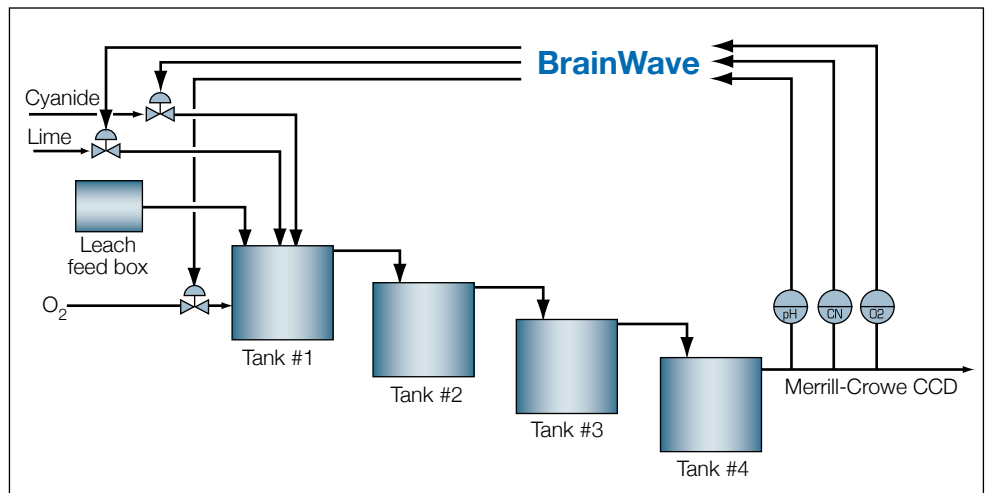 BrainWave
Cyanide
Lime
Leach
feed box
O₂
Tank #1
Tank #2
Tank #3
Tank #4
pH
CN
O2
Merrill-Crowe CCD